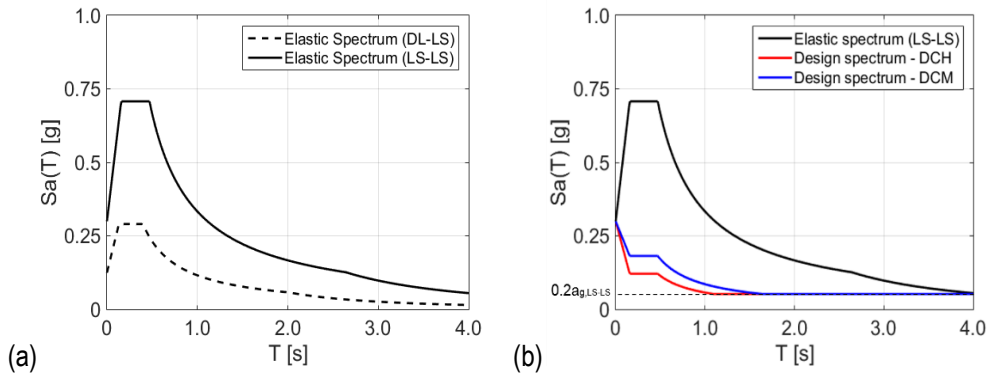 1.0
0.75
0.5
0.25
0
Sa(T) [g]
Elastic Spectrum (DL-LS)
Elastic Spectrum (LS-LS)
0 1.0 2.0 3.0 4.0
T [s]
(a)
1.0
0.75
0.5
0.25
0
0.2ag,LS-LS
Sa(T) [g]
Elastic spectrum (LS-LS)
Design spectrum - DCH
Design spectrum - DCM
0 1.0 2.0 3.0 4.0
T [s]
(b)